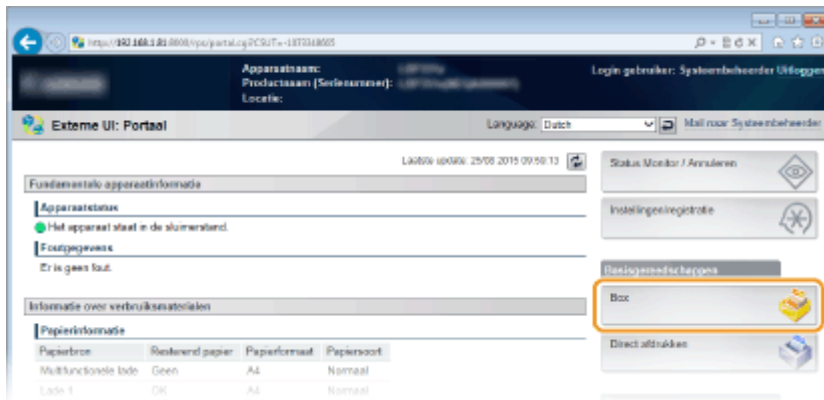 Apparaatnaam:
Productnaam (Serienummer):
Locatie:
Login gebruiker: Systeembeheerder Uitloggen
Externe UI: Portaal
Language: Dutch
Mail naar Systeembeheerder
Laatste update: 25/08 2015 09:58:13
Fundamentele apparaatinformatie
Apparaatstatus
Het apparaat staat in de sluimerstand.
Foutgegevens
Er is geen fout.
Informatie over verbruiksmaterialen
Papierinformatie
Papierbron Resterend papier Papierformaat Papiersoort
Multifunctionele lade Geen A4 Normaal
Lade 1 OK A4 Normaal
Status Monitor / Annuleren
Instellingen/registratie
Basisgereedschappen
Box
Direct afdrukken